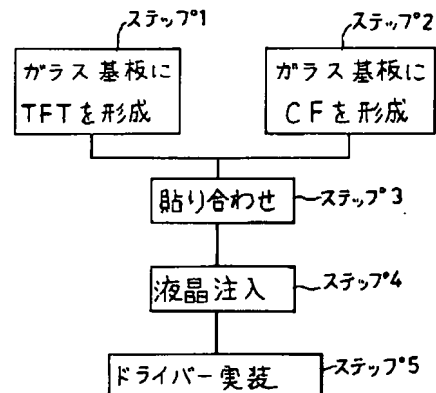 ステップ1
ガラス基板に
TFTを形成
ステップ2
ガラス基板に
CFを形成
貼り合わせ
ステップ3
液晶注入
ステップ4
ドライバー実装
ステップ5